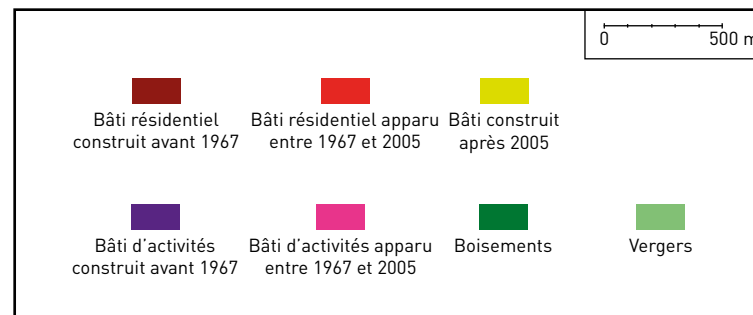 0 500 m
Bâti résidentiel
construit avant 1967
Bâti résidentiel apparu
entre 1967 et 2005
Bâti construit
après 2005
Bâti d’activités
construit avant 1967
Bâti d’activités apparu
entre 1967 et 2005
Boisements
Vergers